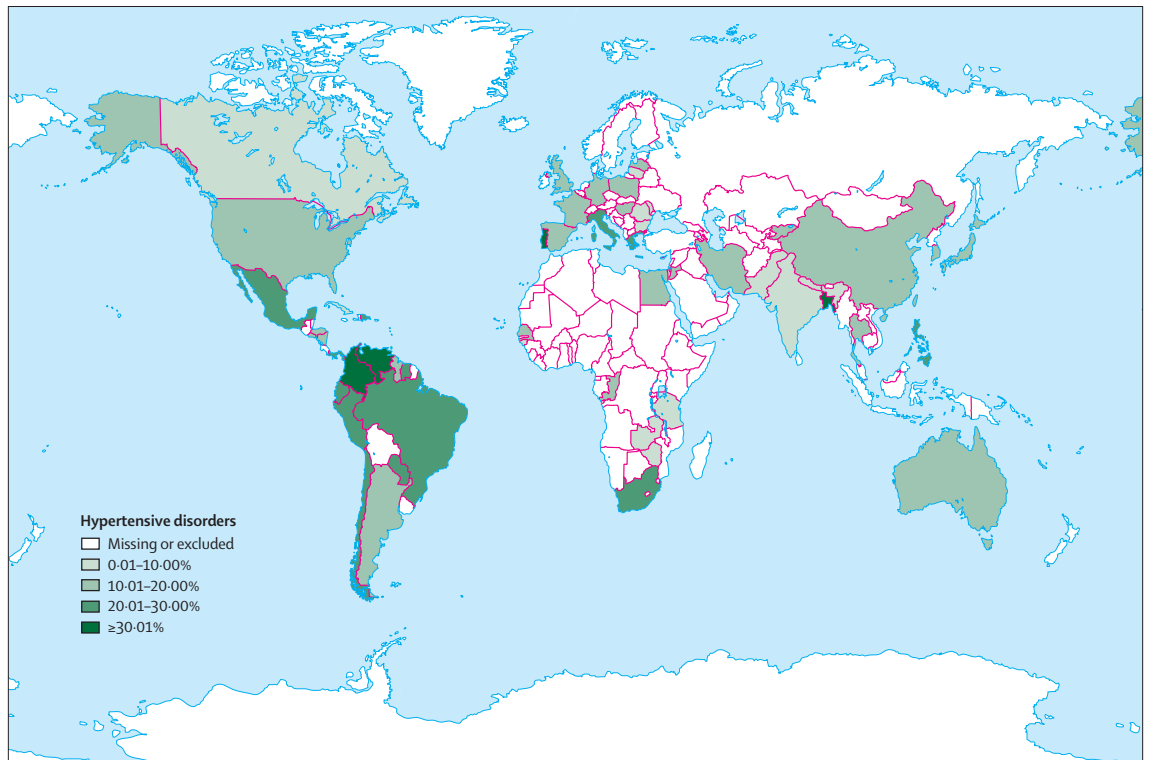 Hypertensive disorders
Missing or excluded
0·01–10·00%
10·01–20·00%
20·01–30·00%
≥30·01%